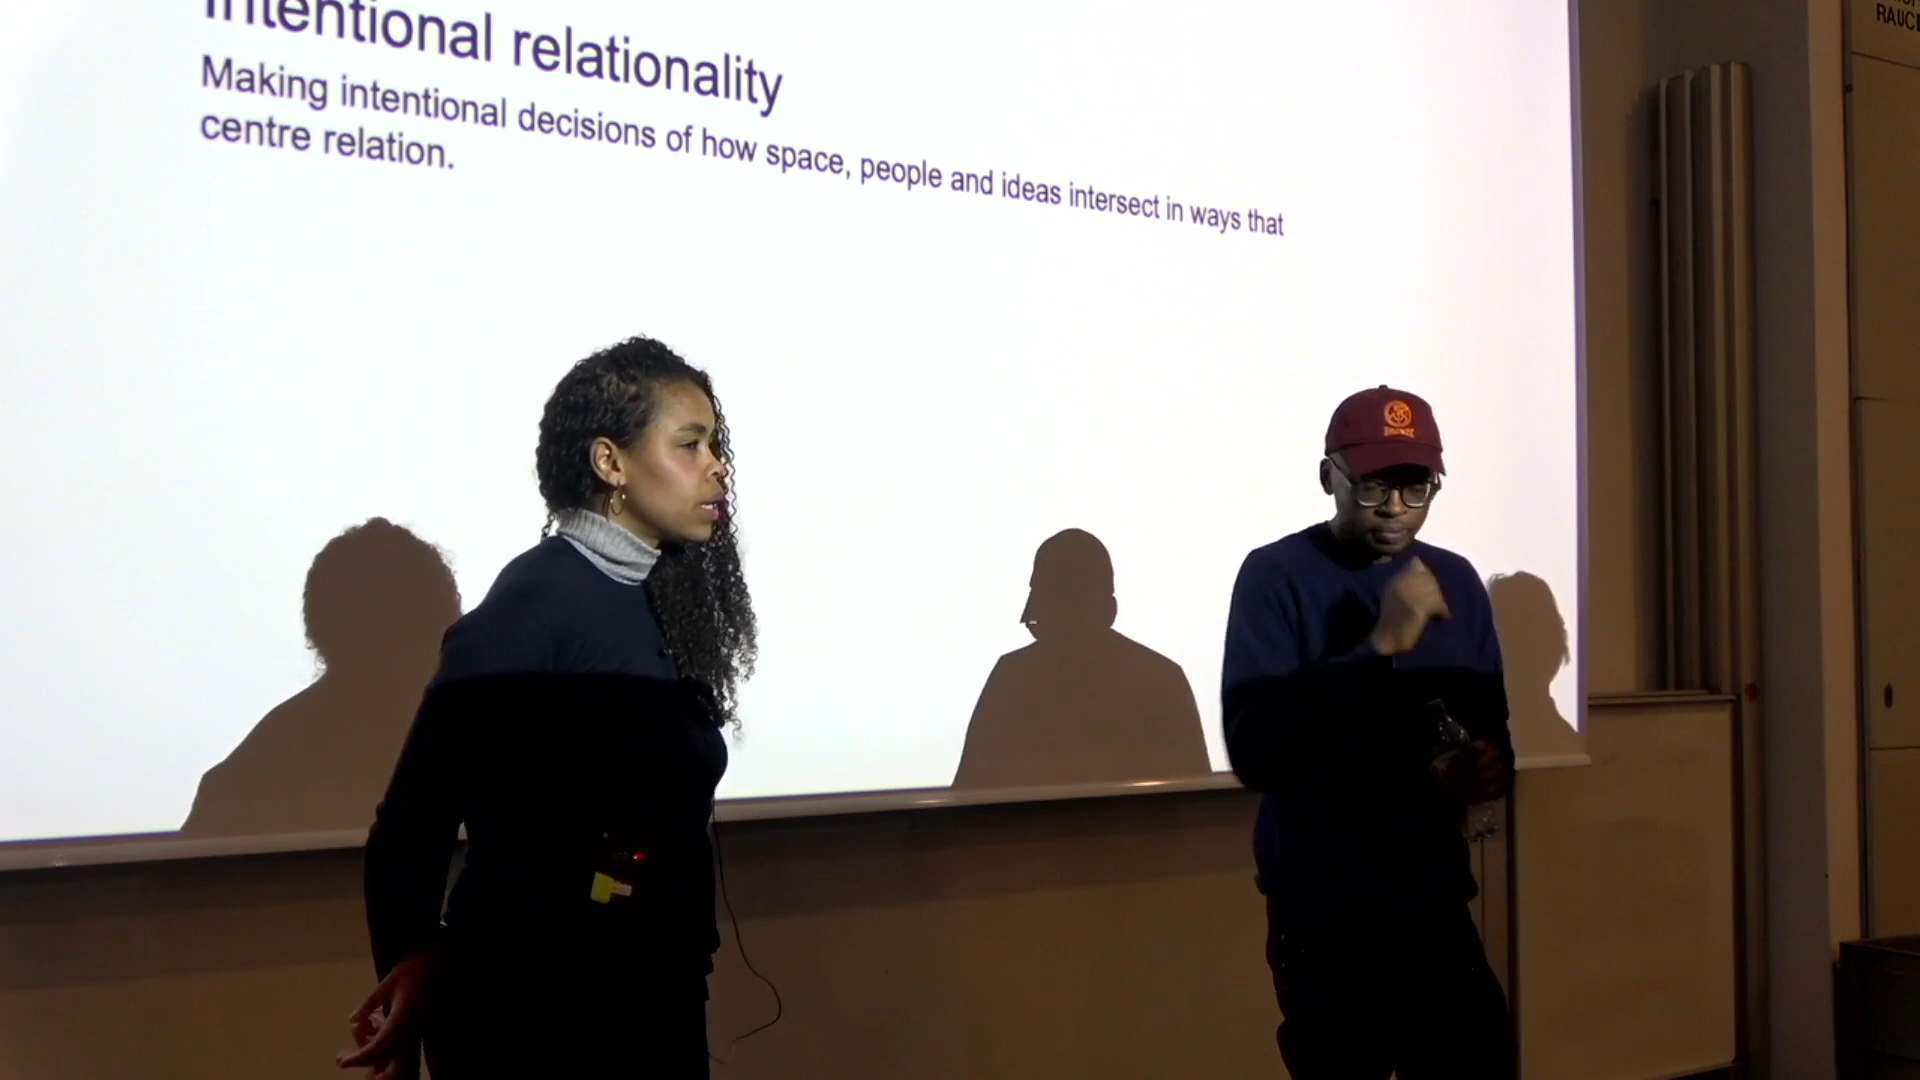 Intentional relationality
Making intentional decisions of how space, people and ideas intersect in ways that
centre relation.